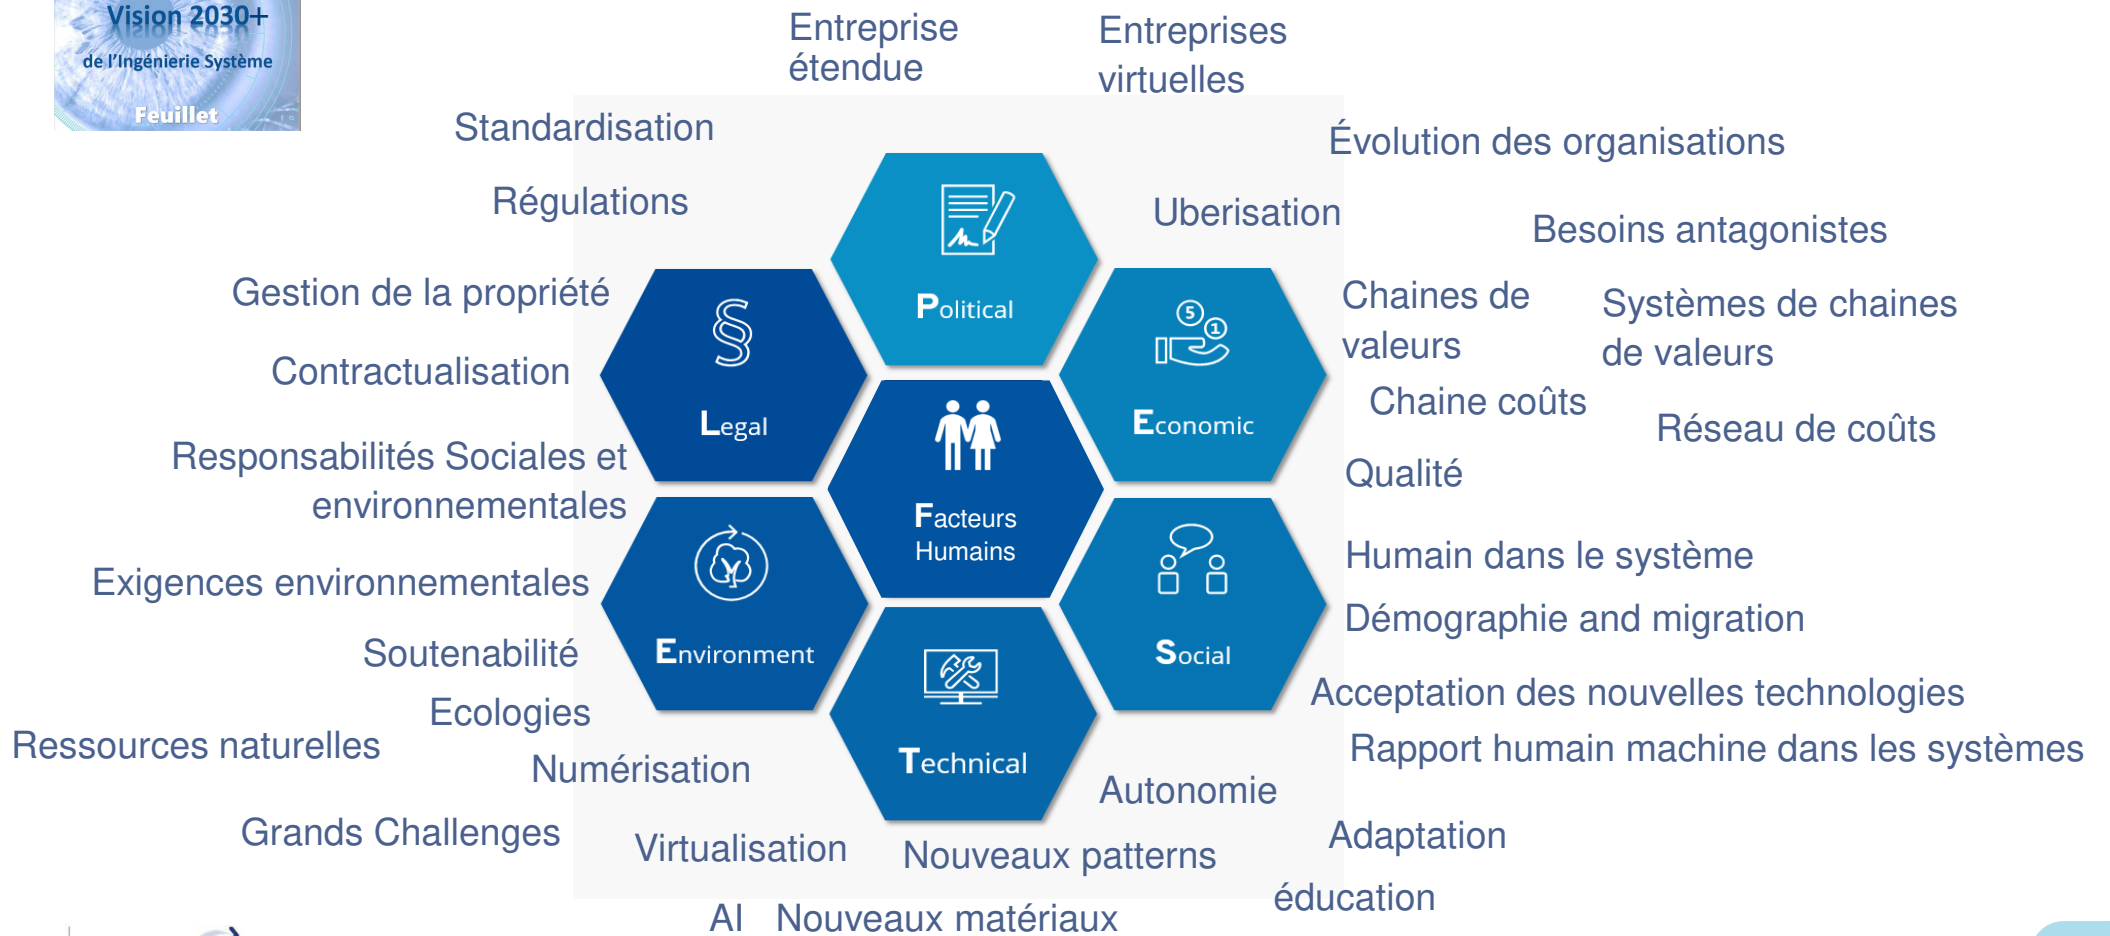 Vision 2030+
de l'Ingénierie Système
Feuillet
Entreprise
étendue
Entreprises
virtuelles
Standardisation
Évolution des organisations
Régulations
Uberisation
Besoins antagonistes
Gestion de la propriété
Political
Chaines de
valeurs
Systèmes de chaines
de valeurs
Contractualisation
§
5
1
Legal
Economic
Chaine coûts
Réseau de coûts
Responsabilités Sociales et
environnementales
Qualité
Facteurs
Humains
Exigences environnementales
Humain dans le système
Démographie and migration
Soutenabilité
Environment
Social
Ecologies
Acceptation des nouvelles technologies
Ressources naturelles
Rapport humain machine dans les systèmes
Numérisation
Technical
Autonomie
Grands Challenges
Virtualisation
Nouveaux patterns
Adaptation
éducation
AI
Nouveaux matériaux